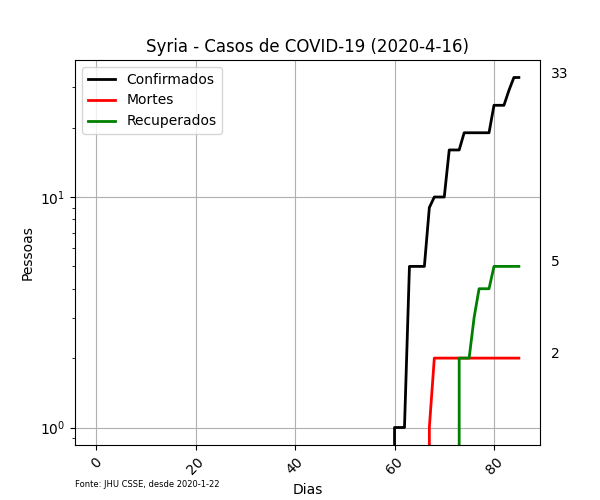 Syria - Casos de COVID-19 (2020-4-16)
Confirmados
Mortes
Recuperados
33
5
2
10¹
10⁰
Pessoas
0 20 40 60 80
Dias
Fonte: JHU CSSE, desde 2020-1-22